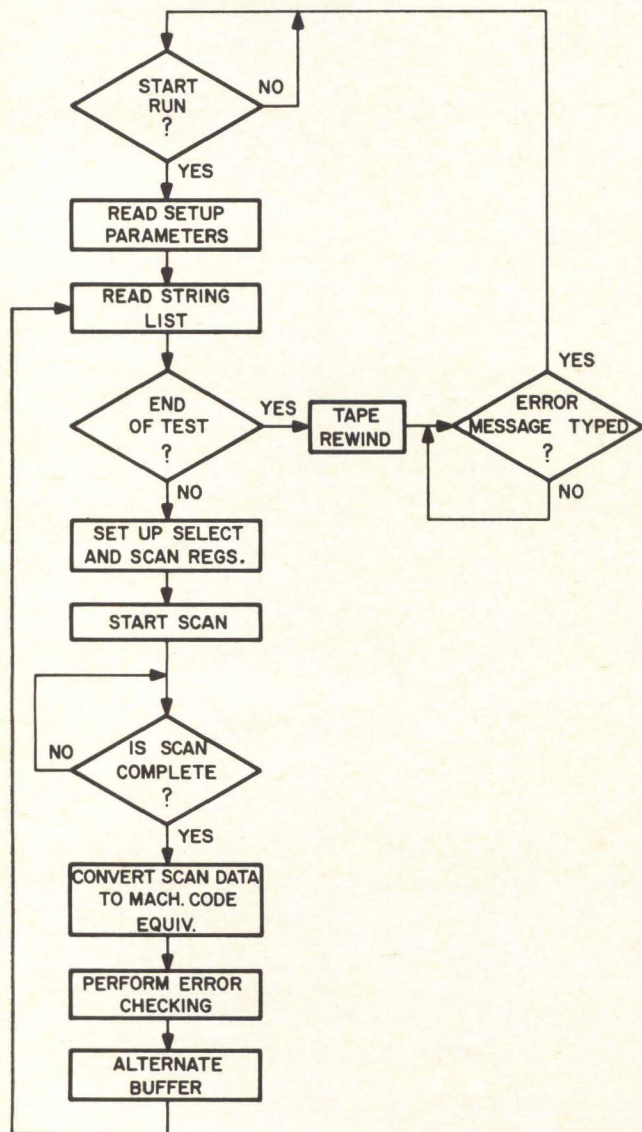 START
RUN
?
NO
YES
READ SETUP
PARAMETERS
READ STRING
LIST
END
OF TEST
?
YES
NO
TAPE
REWIND
ERROR
MESSAGE TYPED
?
YES
NO
SET UP SELECT
AND SCAN REGS.
START SCAN
IS SCAN
COMPLETE
?
NO
YES
CONVERT SCAN DATA
TO MACH. CODE
EQUIV.
PERFORM ERROR
CHECKING
ALTERNATE
BUFFER